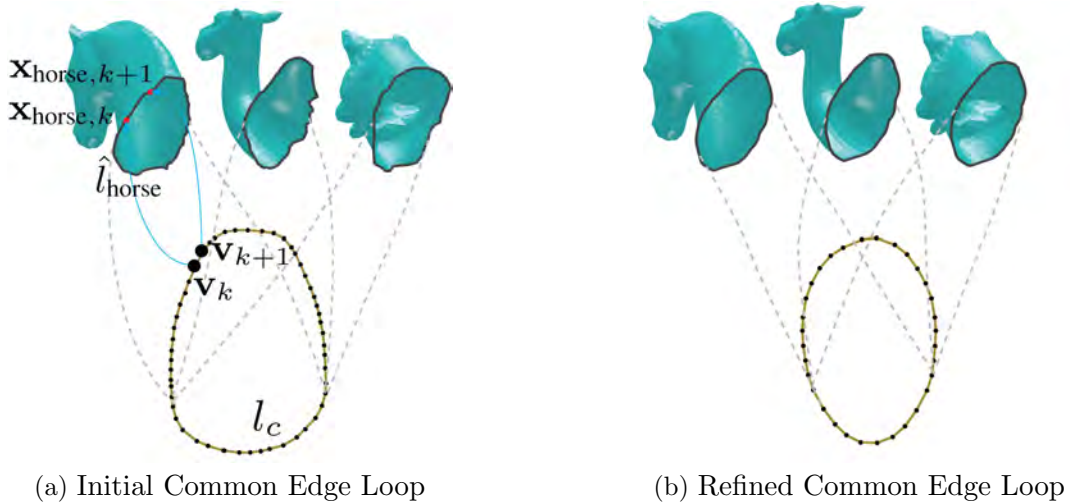 x_horse,k+1
x_horse,k
l̂_horse
v_k+1
v_k
l_c
(a) Initial Common Edge Loop
(b) Refined Common Edge Loop